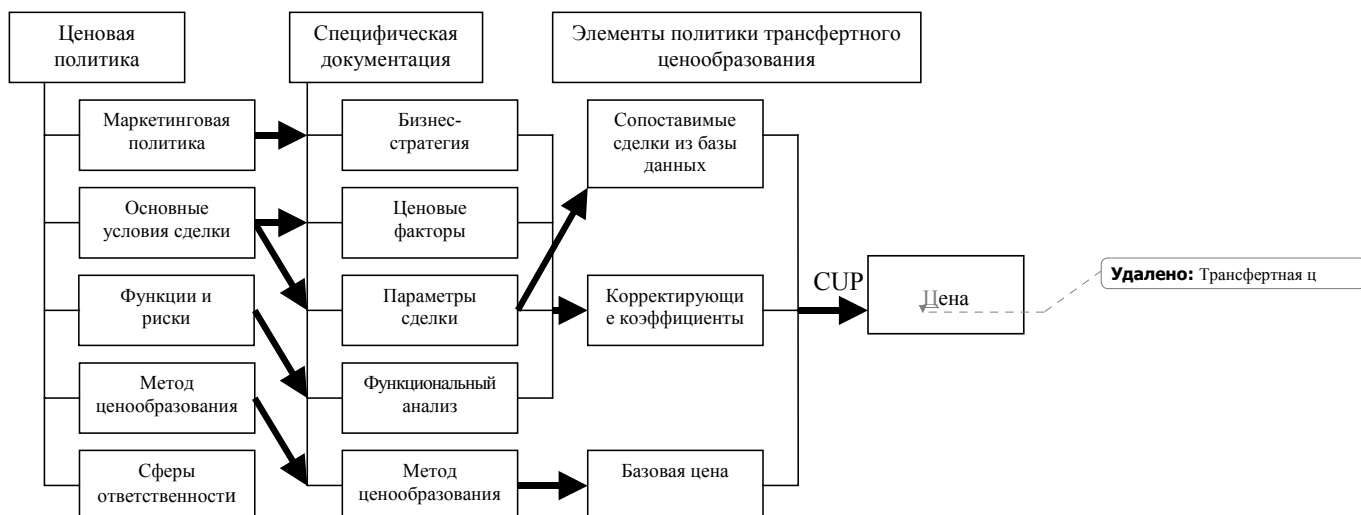 Ценовая
политика
Специфическая
документация
Элементы политики трансфертного
ценообразования
Маркетинговая
политика
Бизнес-
стратегия
Сопоставимые
сделки из базы
данных
Основные
условия сделки
Ценовые
факторы
Функции и
риски
Параметры
сделки
Корректирующи
е коэффициенты
CUP
Цена
Удалено: Трансфертная ц
Метод
ценообразования
Функциональный
анализ
Сферы
ответственности
Метод
ценообразования
Базовая цена